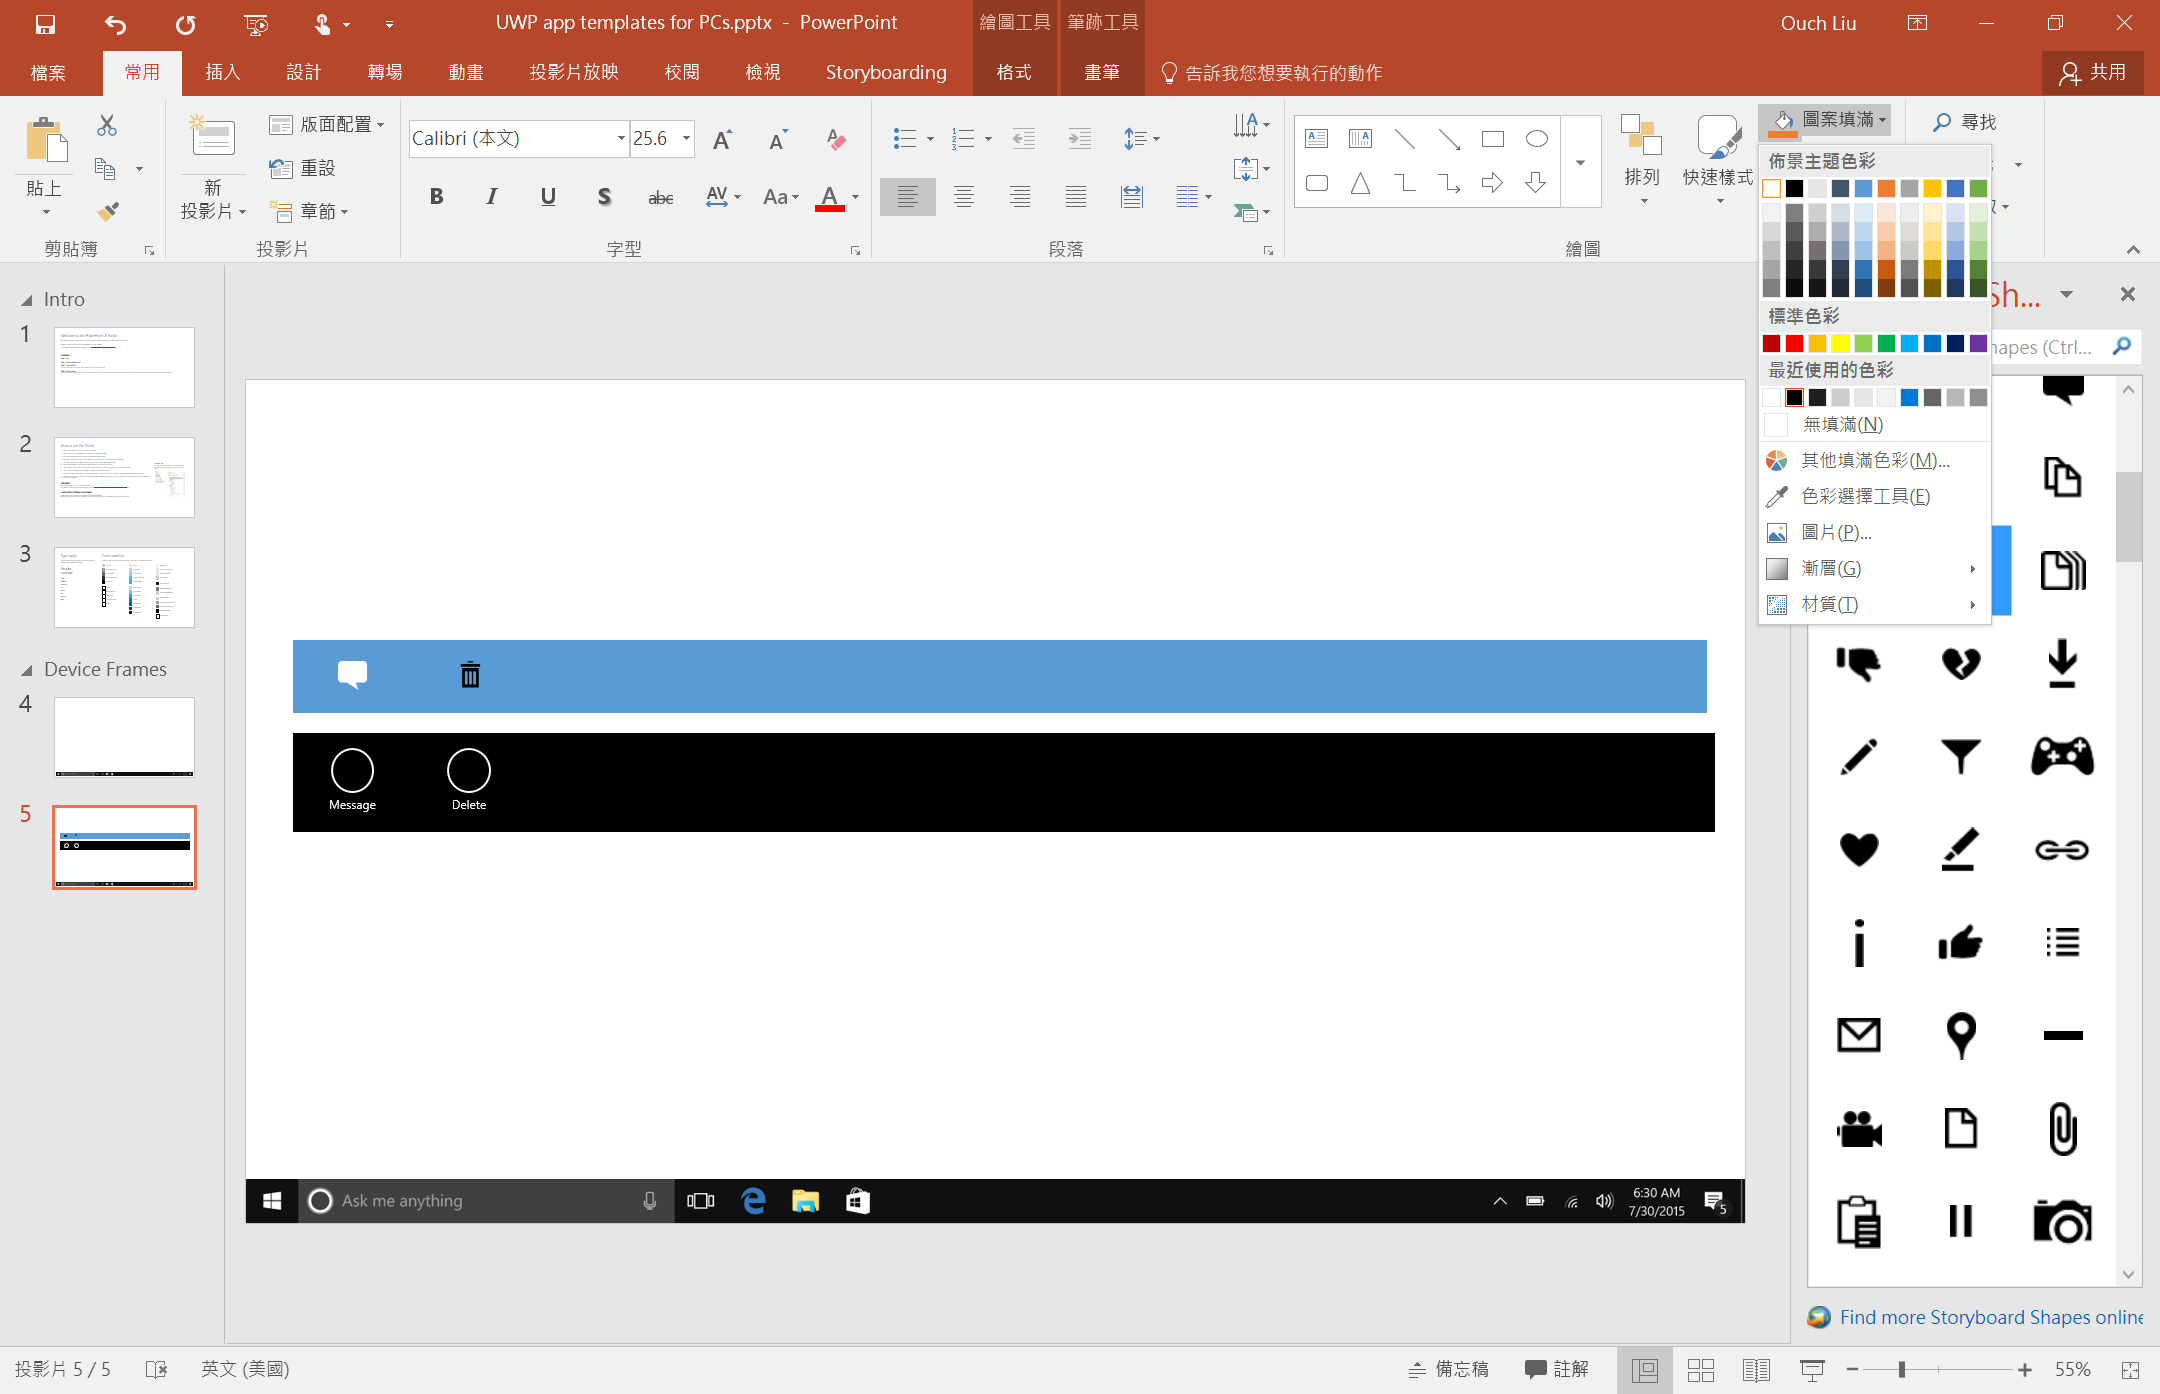 UWP app templates for PCs.pptx - PowerPoint
繪圖工具
筆跡工具
Ouch Liu
檔案
常用
插入
設計
轉場
動畫
投影片放映
校閱
檢視
Storyboarding
格式
畫筆
告訴我您想要執行的動作
共用
貼上
剪貼簿
新
投影片
版面配置
重設
章節
投影片
Calibri (本文)
25.6
B I U S abc AV Aa A
字型
段落
排列
快速樣式
繪圖
圖案填滿
尋找
佈景主題色彩
標準色彩
最近使用的色彩
無填滿(N)
其他填滿色彩(M)...
色彩選擇工具(E)
圖片(P)...
漸層(G)
材質(T)
Sh...
hapes (Ctrl...
Intro
1
2
3
Device Frames
4
5
Message
Delete
Ask me anything
6:30 AM
7/30/2015
5
Find more Storyboard Shapes online
投影片 5 / 5
英文 (美國)
備忘稿
註解
55%